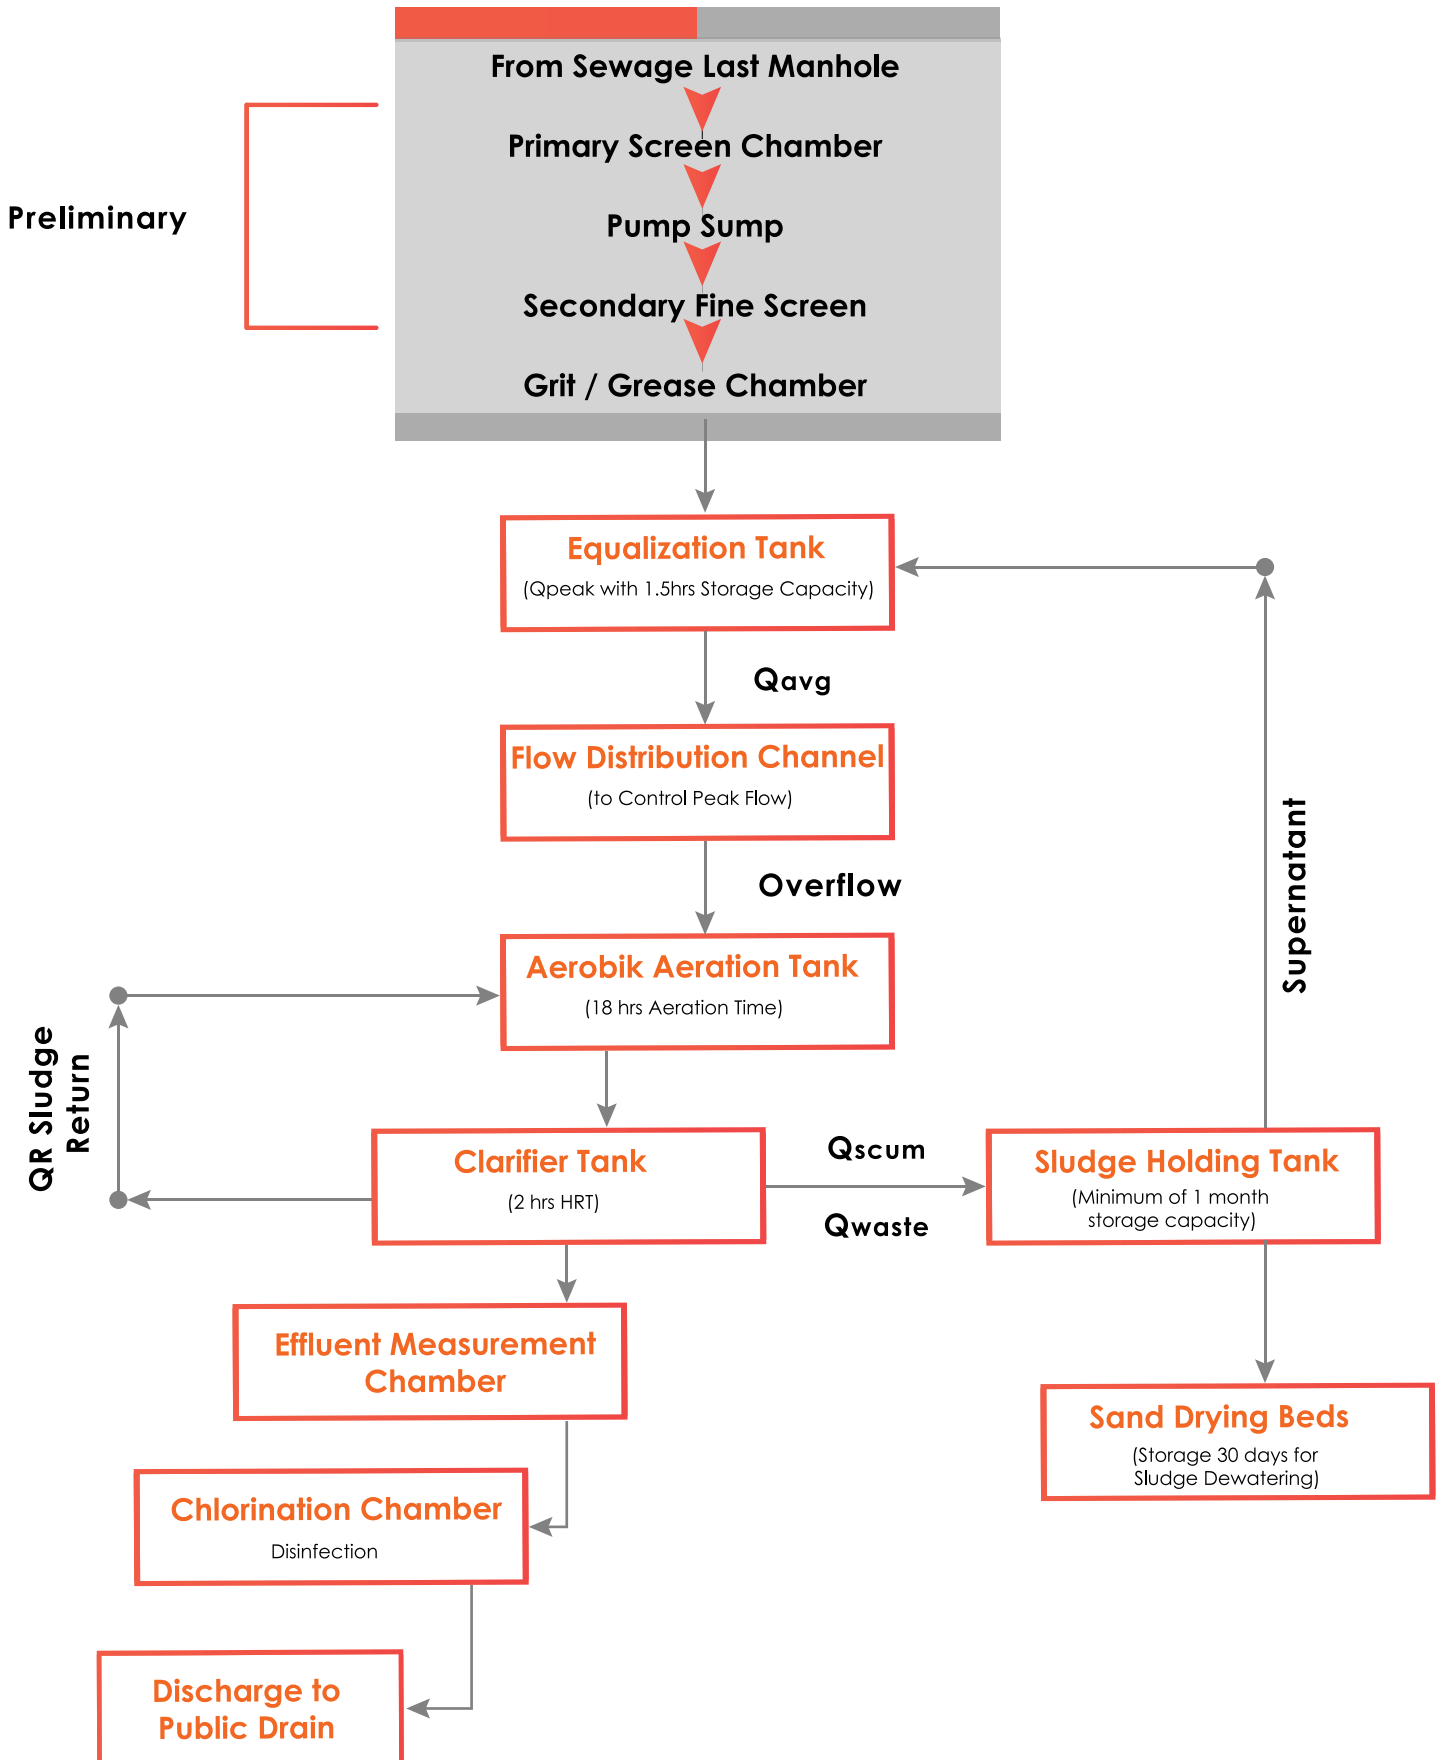 From Sewage Last Manhole
Primary Screen Chamber
Preliminary
Pump Sump
Secondary Fine Screen
Grit / Grease Chamber
Equalization Tank
(Qpeak with 1.5hrs Storage Capacity)
Qavg
Flow Distribution Channel
(to Control Peak Flow)
Overflow
Supernatant
Aerobik Aeration Tank
(18 hrs Aeration Time)
QR Sludge
Return
Clarifier Tank
(2 hrs HRT)
Qscum
Qwaste
Sludge Holding Tank
(Minimum of 1 month
storage capacity)
Effluent Measurement
Chamber
Sand Drying Beds
(Storage 30 days for
Sludge Dewatering)
Chlorination Chamber
Disinfection
Discharge to
Public Drain